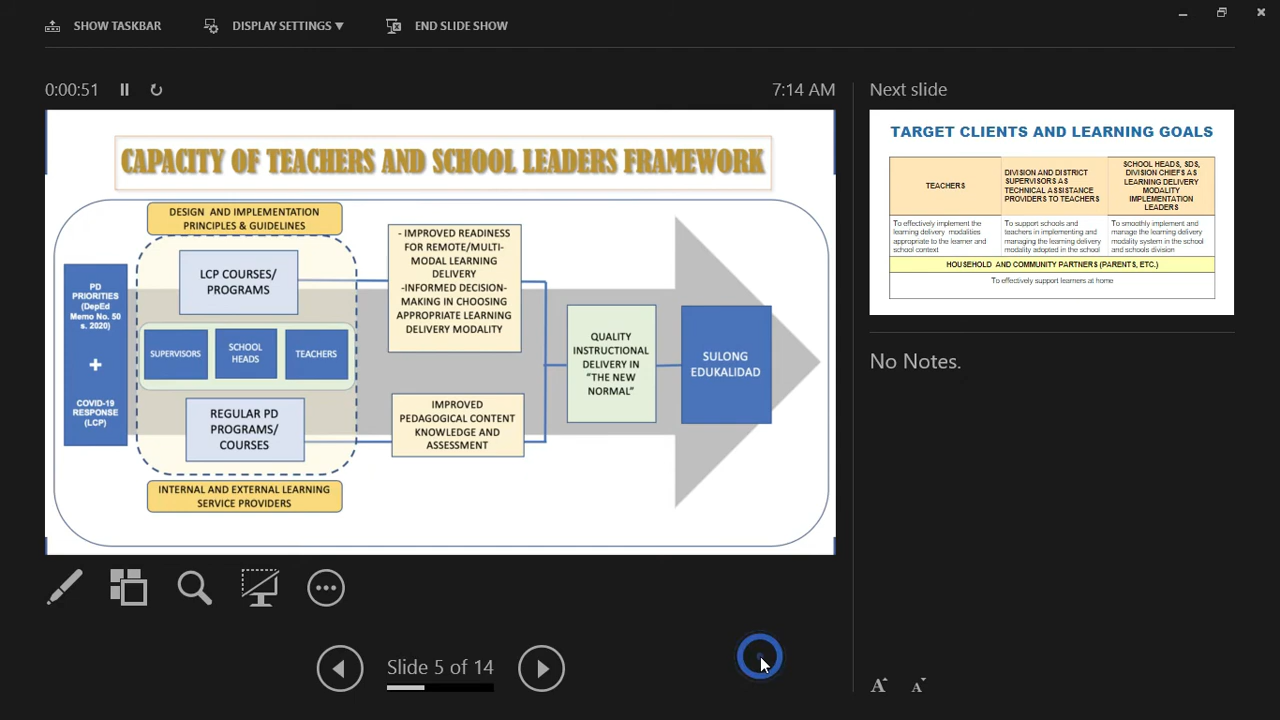 SHOW TASKBAR
DISPLAY SETTINGS ▼
END SLIDE SHOW
0:00:51
7:14 AM
CAPACITY OF TEACHERS AND SCHOOL LEADERS FRAMEWORK
DESIGN AND IMPLEMENTATION
PRINCIPLES & GUIDELINES
PD
PRIORITIES
(DepEd
Memo No. 50
s. 2020)
+
COVID-19
RESPONSE
(LCP)
LCP COURSES/
PROGRAMS
SUPERVISORS
SCHOOL
HEADS
TEACHERS
REGULAR PD
PROGRAMS/
COURSES
INTERNAL AND EXTERNAL LEARNING
SERVICE PROVIDERS
- IMPROVED READINESS
FOR REMOTE/MULTI-
MODAL LEARNING
DELIVERY
-INFORMED DECISION-
MAKING IN CHOOSING
APPROPRIATE LEARNING
DELIVERY MODALITY
IMPROVED
PEDAGOGICAL CONTENT
KNOWLEDGE AND
ASSESSMENT
QUALITY
INSTRUCTIONAL
DELIVERY IN
“THE NEW
NORMAL”
SULONG
EDUKALIDAD
Slide 5 of 14
Next slide
TARGET CLIENTS AND LEARNING GOALS
TEACHERS
DIVISION AND DISTRICT
SUPERVISORS AS
TECHNICAL ASSISTANCE
PROVIDERS TO TEACHERS
SCHOOL HEADS, SDS,
DIVISION CHIEFS AS
LEARNING DELIVERY
MODALITY
IMPLEMENTATION
LEADERS
To effectively implement the
learning delivery modalities
appropriate to the learner and
school context
To support schools and
teachers in implementing and
managing the learning delivery
modality adopted in the school
To smoothly implement and
manage the learning delivery
modality system in the school
and schools division
HOUSEHOLD AND COMMUNITY PARTNERS (PARENTS, ETC.)
To effectively support learners at home
No Notes.
A A